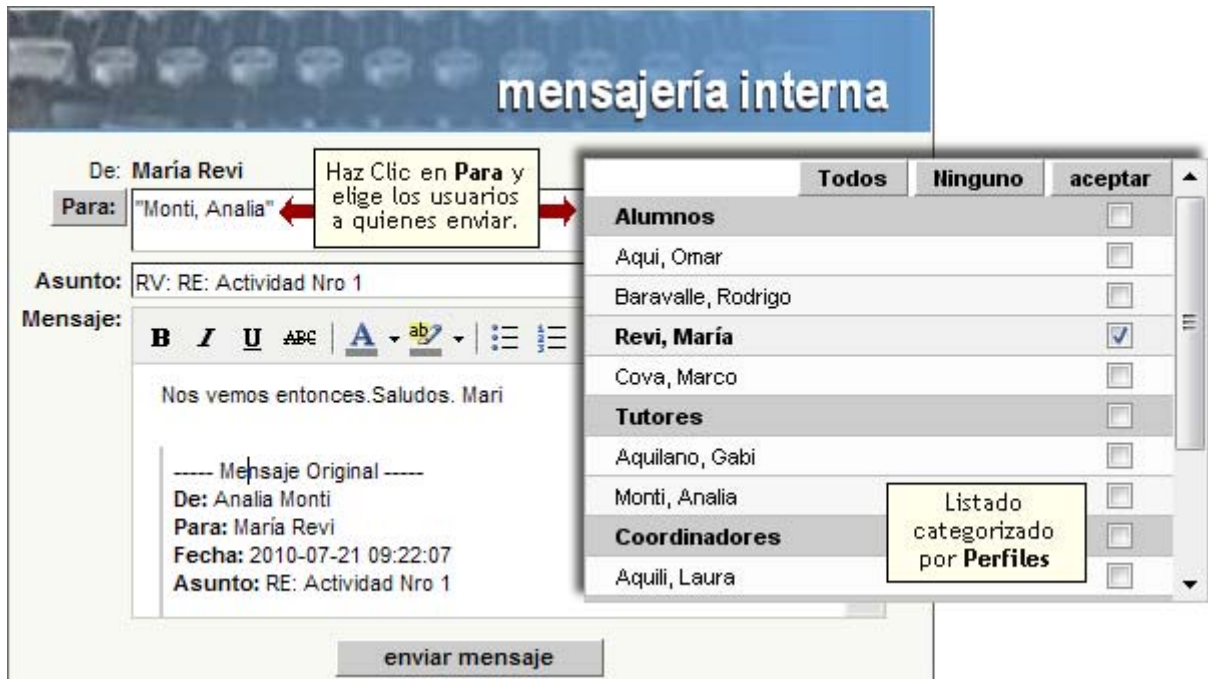 mensajería interna
De: María Revi
Para: "Monti, Analia"
Haz Clic en Para y
elige los usuarios
a quienes enviar.
Asunto: RV: RE: Actividad Nro 1
Mensaje:
B I U ABC A ab
Nos vemos entonces.Saludos. Mari
----- Mensaje Original -----
De: Analia Monti
Para: María Revi
Fecha: 2010-07-21 09:22:07
Asunto: RE: Actividad Nro 1
enviar mensaje
Todos Ninguno aceptar
Alumnos
Aqui, Omar
Baravalle, Rodrigo
Revi, María
Cova, Marco
Tutores
Aquilano, Gabi
Monti, Analia
Coordinadores
Aquili, Laura
Listado
categorizado
por Perfiles